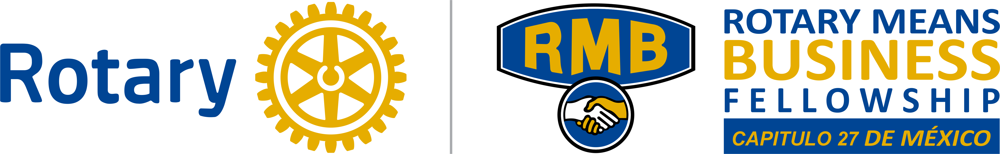 Rotary
RMB
ROTARY MEANS
BUSINESS
FELLOWSHIP
CAPITULO 27 DE MÉXICO